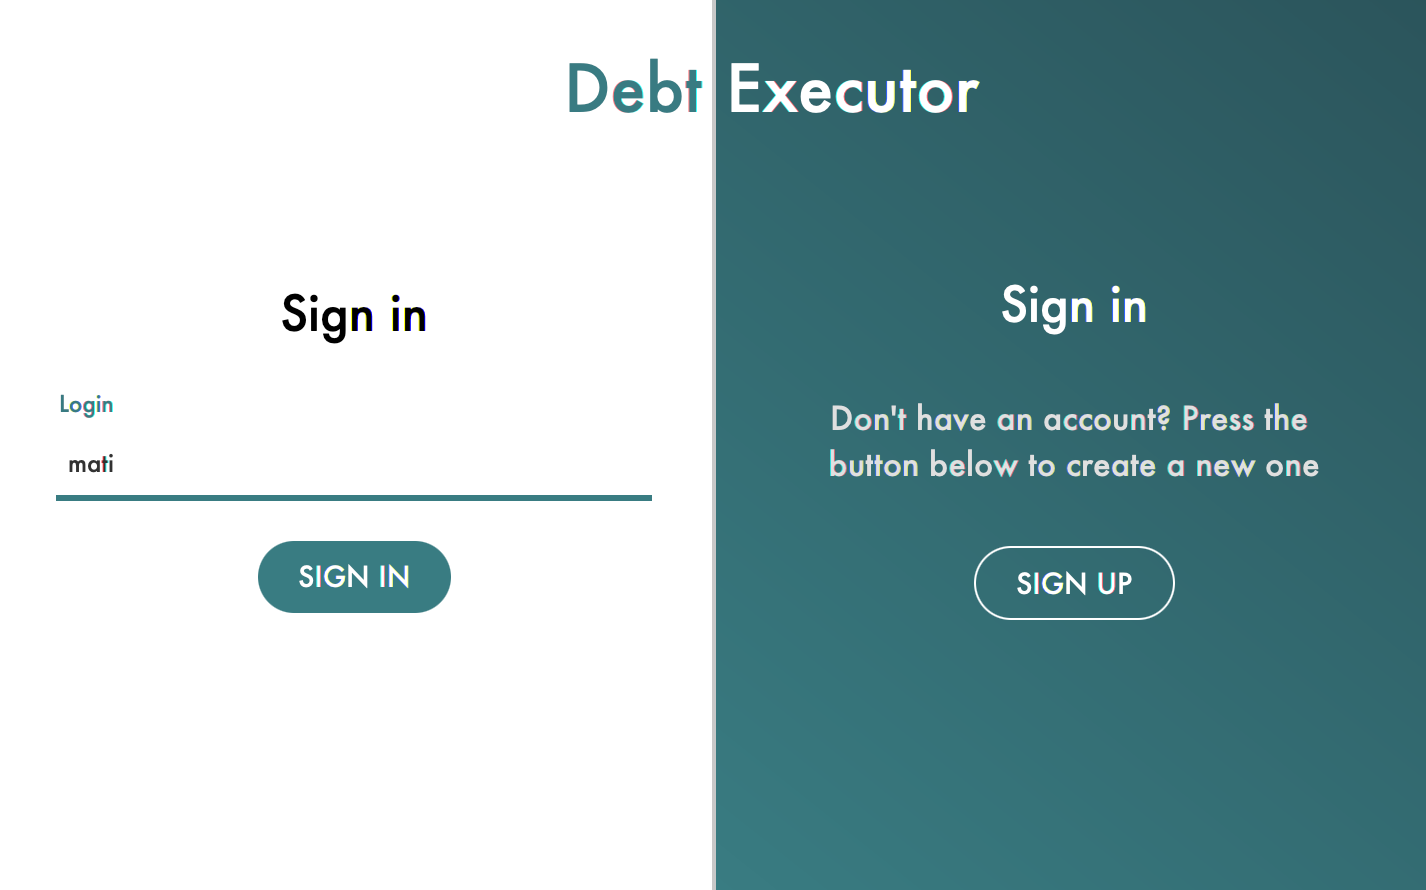 Debt Executor
Sign in
Login
mati
SIGN IN
Sign in
Don't have an account? Press the
button below to create a new one
SIGN UP